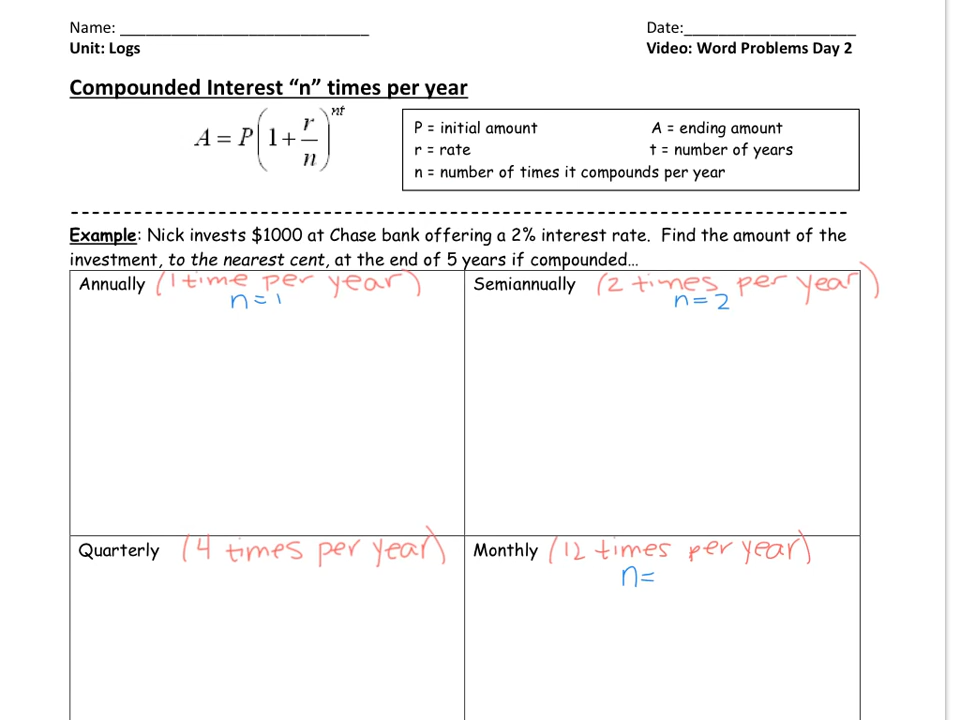 Name: ____________________________ Date:___________________
Unit: Logs Video: Word Problems Day 2
Compounded Interest “n” times per year
A = P(1 + r/n)^nt
P = initial amount A = ending amount
r = rate t = number of years
n = number of times it compounds per year
Example: Nick invests $1000 at Chase bank offering a 2% interest rate. Find the amount of the
investment, to the nearest cent, at the end of 5 years if compounded...
Annually (1 time per year)
n=1
Semiannually (2 times per year)
n=2
Quarterly (4 times per year)
Monthly (12 times per year)
n=